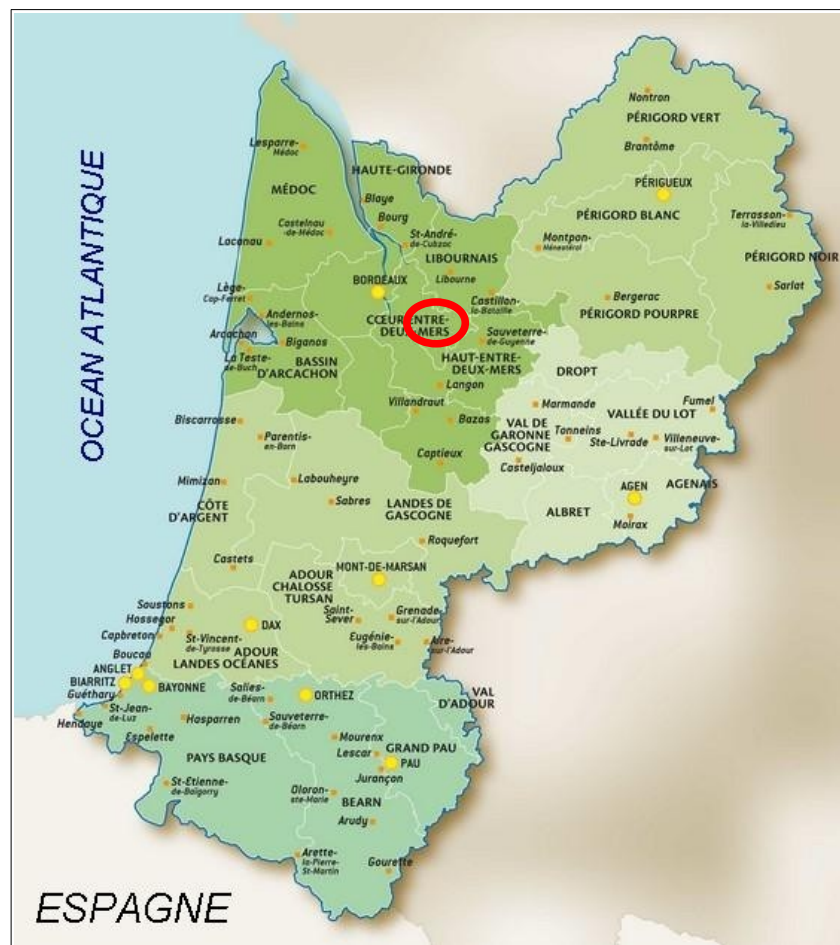 Nontron
PÉRIGORD VERT
Brantôme
PÉRIGUEUX
PÉRIGORD BLANC
Terrasson-
la-Villedieu
PÉRIGORD NOIR
Sarlat
Montpon-
Ménestérol
Bergerac
PÉRIGORD POURPRE
OCEAN ATLANTIQUE
Lesparre-
Médoc
HAUTE-GIRONDE
MÉDOC
Blaye
Bourg
Castelnau
-de-Médoc
St-André-
de-Cubzac
Lacanau
LIBOURNAIS
Libourne
BORDEAUX
Castillon-
la-Bataille
Lège-
Cap-Ferret
Andernos-
les-Bains
CŒUR ENTRE-
DEUX-MERS
Sauveterre-
de-Guyenne
Arcachon
Biganos
La Teste-
de-Buch
BASSIN
D'ARCACHON
HAUT-ENTRE-
DEUX-MERS
Langon
DROPT
Villandraut
Bazas
Marmande
VALLÉE DU LOT
Fumel
Biscarrosse
VAL DE
GARONNE
GASCOGNE
Tonneins
Ste-Livrade
Villeneuve-
sur-Lot
Parentis-
en-Born
Captieux
Casteljaloux
Mimizan
Labouheyre
Sabres
LANDES DE
GASCOGNE
AGEN
AGENAIS
CÔTE
D'ARGENT
ALBRET
Moirax
Roquefort
Castets
MONT-DE-MARSAN
ADOUR
CHALOSSE
TURSAN
Soustons
Hossegor
Capbreton
St-Vincent-
de-Tyrosse
DAX
Saint-
Sever
Grenade-
sur-l'Adour
Eugénie-
les-Bains
Aire-
sur-l'Adour
Boucau
ADOUR
LANDES OCÉANES
ANGLET
BIARRITZ
BAYONNE
Guéthary
Salies-
de-Béarn
ORTHEZ
VAL
D'ADOUR
St-Jean-
de-Luz
Hendaye
Hasparren
Sauveterre-
de-Béarn
Espelette
Mourenx
GRAND PAU
Lescar
PAU
PAYS BASQUE
Jurançon
St-Etienne-
de-Baïgorry
Oloron-
ste-Marie
BEARN
Arudy
Arette-
la-Pierre-
St-Martin
Gourette
ESPAGNE